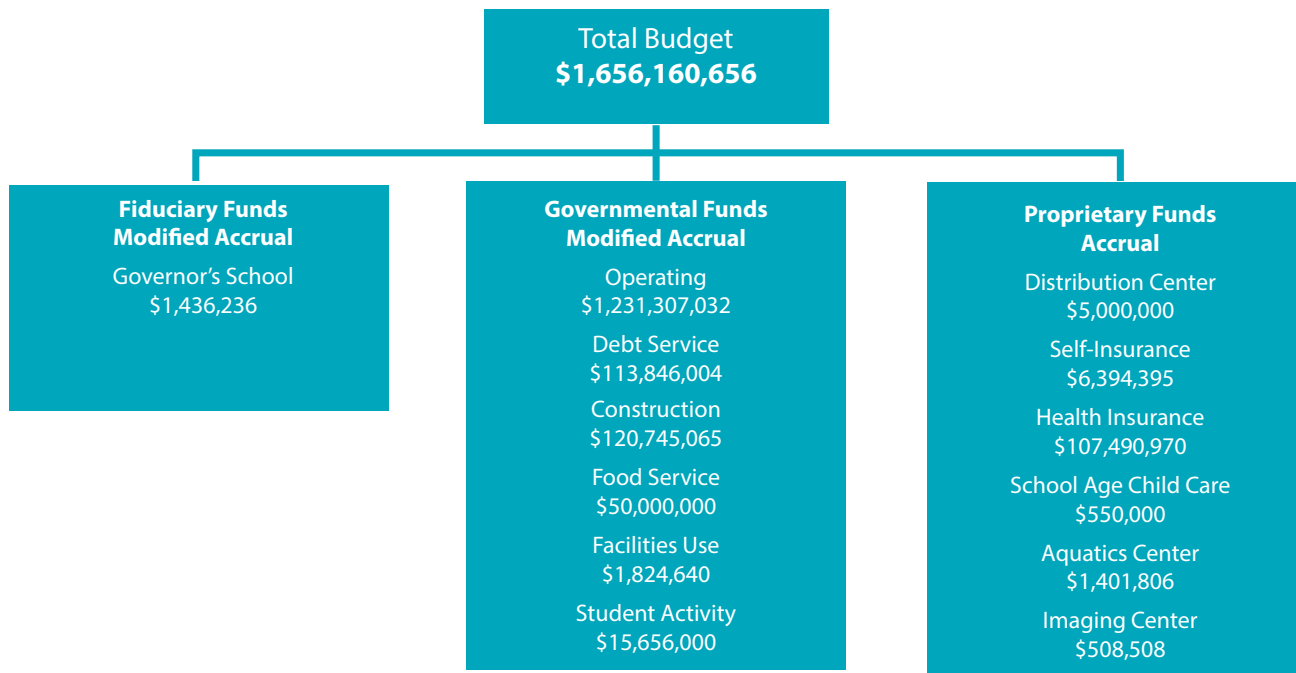 Total Budget
$1,656,160,656
Fiduciary Funds
Modified Accrual
Governor’s School
$1,436,236
Governmental Funds
Modified Accrual
Operating
$1,231,307,032
Debt Service
$113,846,004
Construction
$120,745,065
Food Service
$50,000,000
Facilities Use
$1,824,640
Student Activity
$15,656,000
Proprietary Funds
Accrual
Distribution Center
$5,000,000
Self-Insurance
$6,394,395
Health Insurance
$107,490,970
School Age Child Care
$550,000
Aquatics Center
$1,401,806
Imaging Center
$508,508